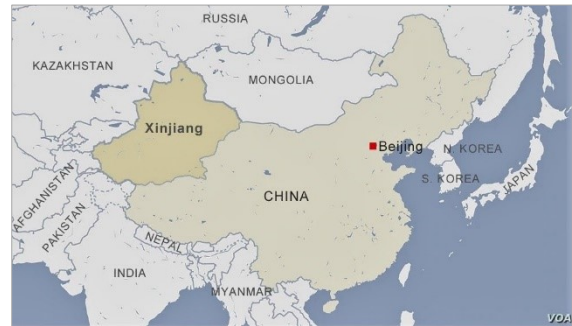 RUSSIA
KAZAKHSTAN
MONGOLIA
Xinjiang
Beijing
N. KOREA
S. KOREA
JAPAN
AFGHANISTAN
PAKISTAN
CHINA
NEPAL
INDIA
MYANMAR
VOA